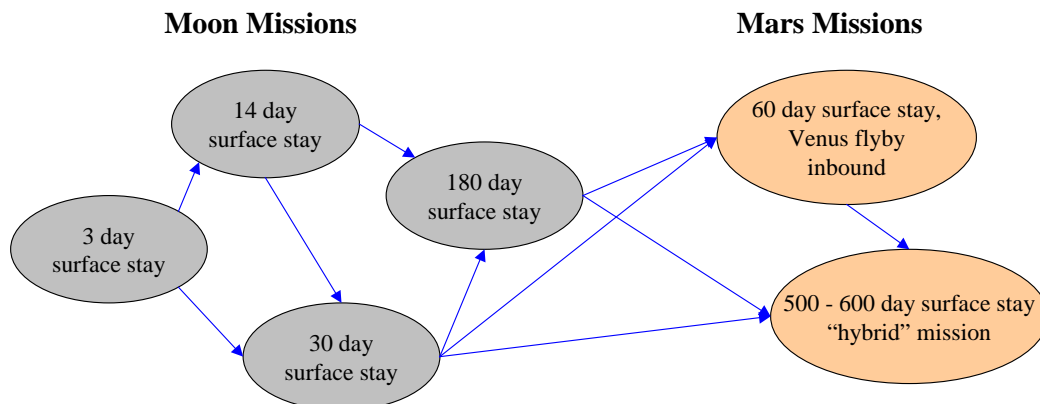 Moon Missions
Mars Missions
14 day
surface stay
60 day surface stay,
Venus flyby
inbound
180 day
surface stay
3 day
surface stay
500 - 600 day surface stay
“hybrid” mission
30 day
surface stay